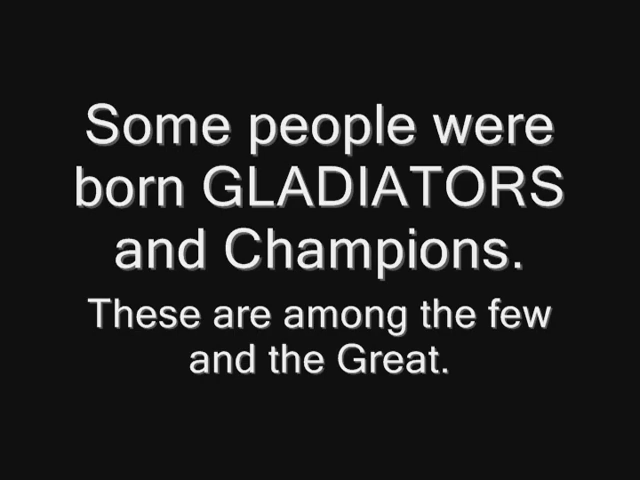 Some people were
born GLADIATORS
and Champions.
These are among the few
and the Great.